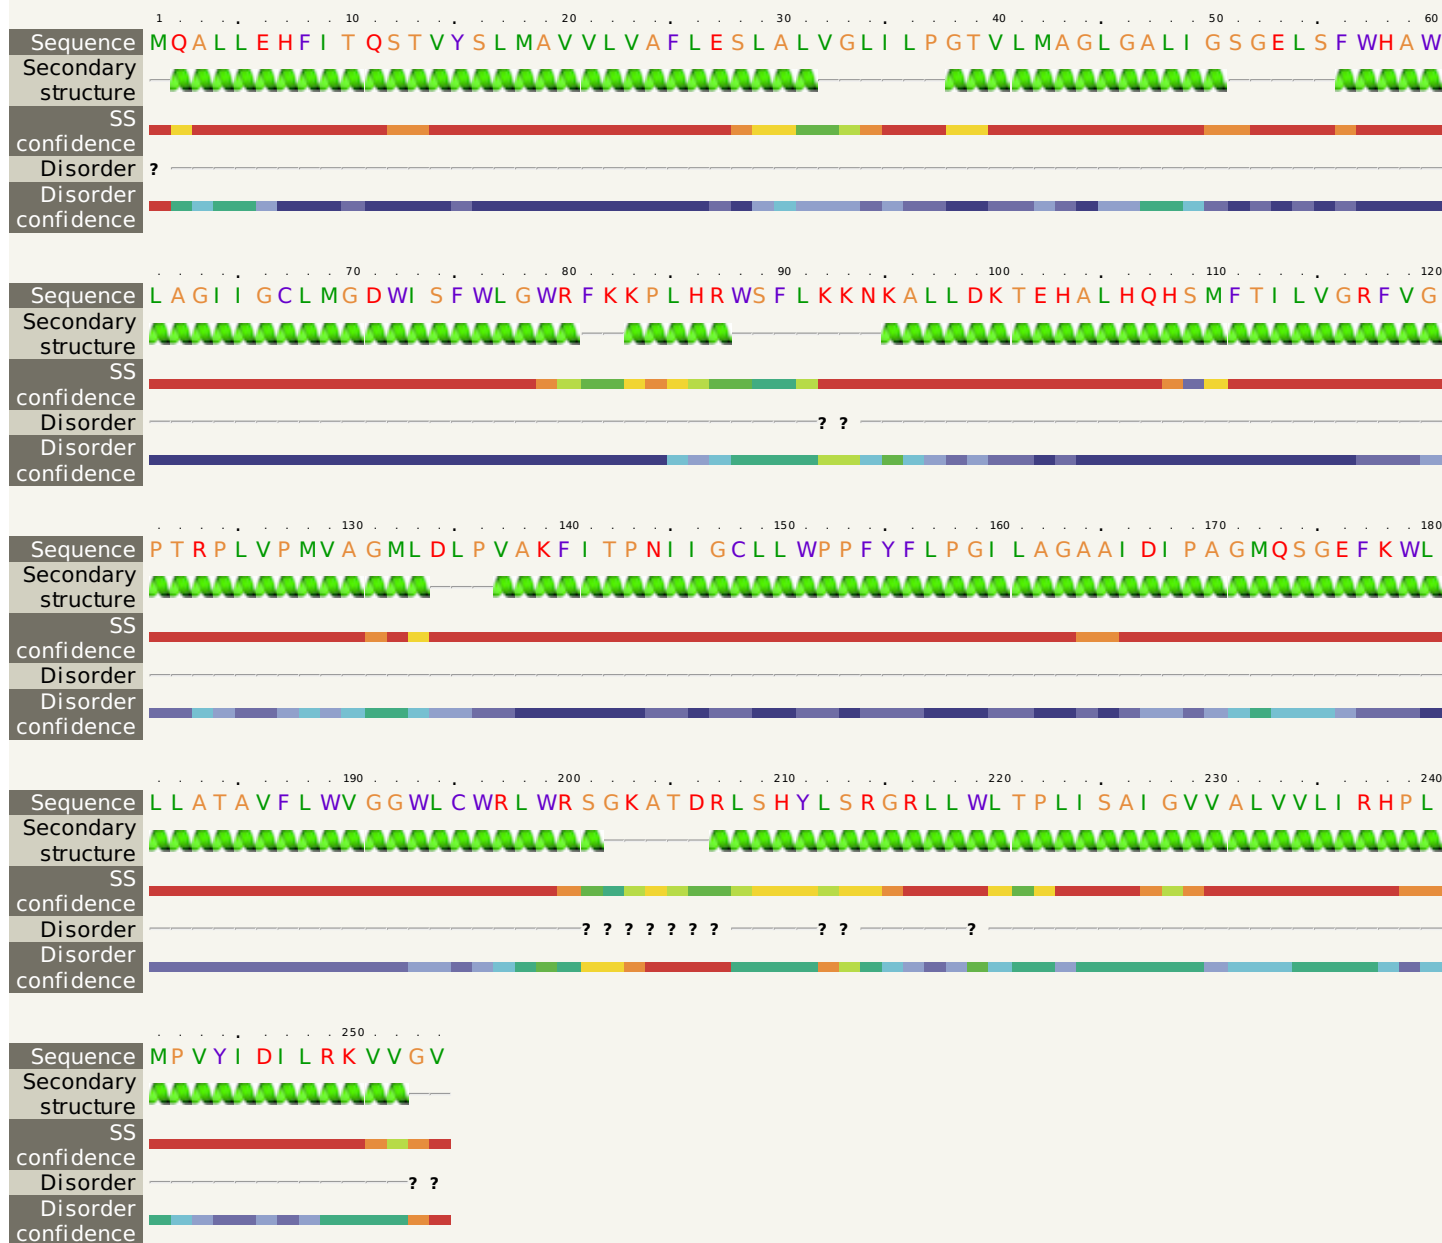 1 10 20 30 40 50 60
Sequence MQALLEHFITQSTVYSLMAVVLVAFLESLALVGLILPGTVLMAGLGALIGSGELSFWHAW
Secondary
structure
SS
confidence
Disorder ?
Disorder
confidence
70 80 90 100 110 120
Sequence LAGIIGCLMGDWISFWLGWRFKKPLHRWSFLKKNKALLDKTEHALHQHSMFTILVGRFVG
Secondary
structure
SS
confidence
Disorder ? ?
Disorder
confidence
130 140 150 160 170 180
Sequence PTRPLVPMVAGMLDLPVAKFITPNIIGCLLWPPFYFLPGILAGAAIDIPAGMQSGEFKWL
Secondary
structure
SS
confidence
Disorder
Disorder
confidence
190 200 210 220 230 240
Sequence LLATAVFLWVGGWLCWRLWRSGKATDRLSHYLSRGRLLWLTPLISAIGVVALVVLIRHPL
Secondary
structure
SS
confidence
Disorder ? ? ? ? ? ? ? ? ? ?
Disorder
confidence
250
Sequence MPVYIDILRKVVGV
Secondary
structure
SS
confidence
Disorder ? ?
Disorder
confidence